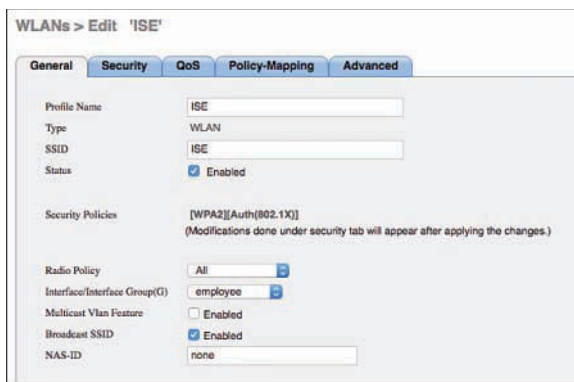 WLANs > Edit 'ISE'
General Security QoS Policy-Mapping Advanced
Profile Name ISE
Type WLAN
SSID ISE
Status Enabled
Security Policies [WPA2][Auth(802.1X)]
(Modifications done under security tab will appear after applying the changes.)
Radio Policy All
Interface/Interface Group(G) employee
Multicast Vlan Feature Enabled
Broadcast SSID Enabled
NAS-ID none